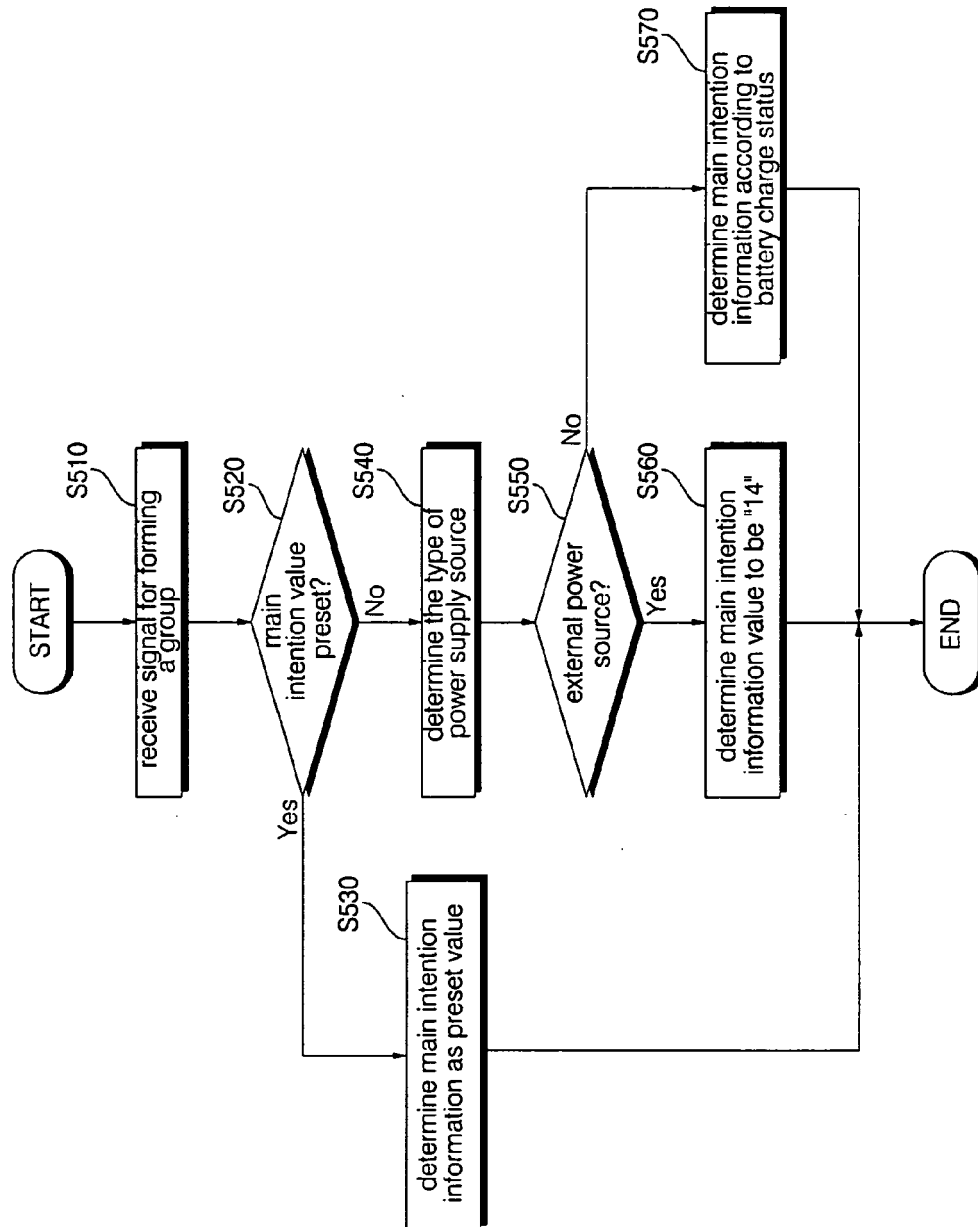 START
S510
receive signal for forming
a group
S520
main
intention value
preset?
Yes
No
S530
determine main intention
information as preset value
S540
determine the type of
power supply source
S550
external power
source?
No
Yes
S560
determine main intention
information value to be "14"
S570
determine main intention
information according to
battery charge status
END